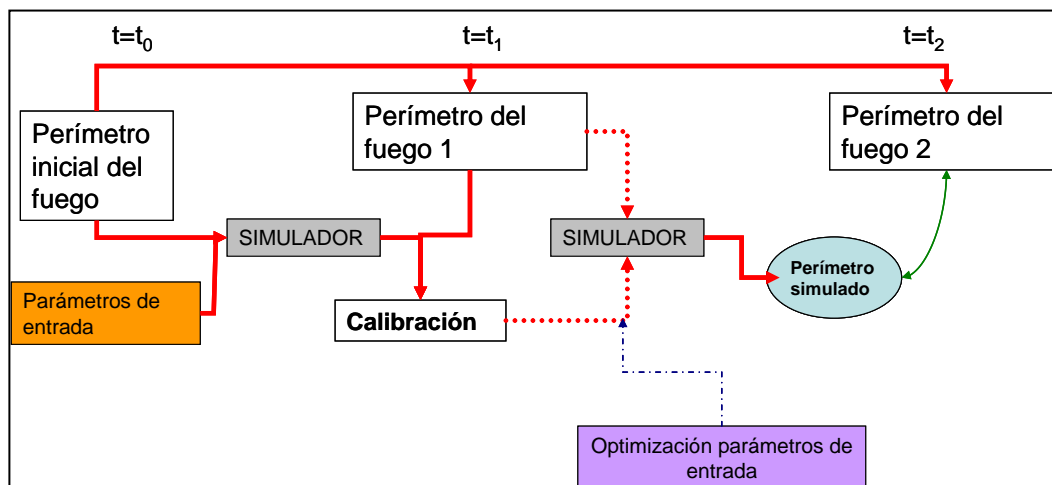 t=t0
t=t1
t=t2
Perímetro
inicial del
fuego
Perímetro del
fuego 1
Perímetro del
fuego 2
SIMULADOR
SIMULADOR
Perímetro
simulado
Parámetros de
entrada
Calibración
Optimización parámetros de
entrada